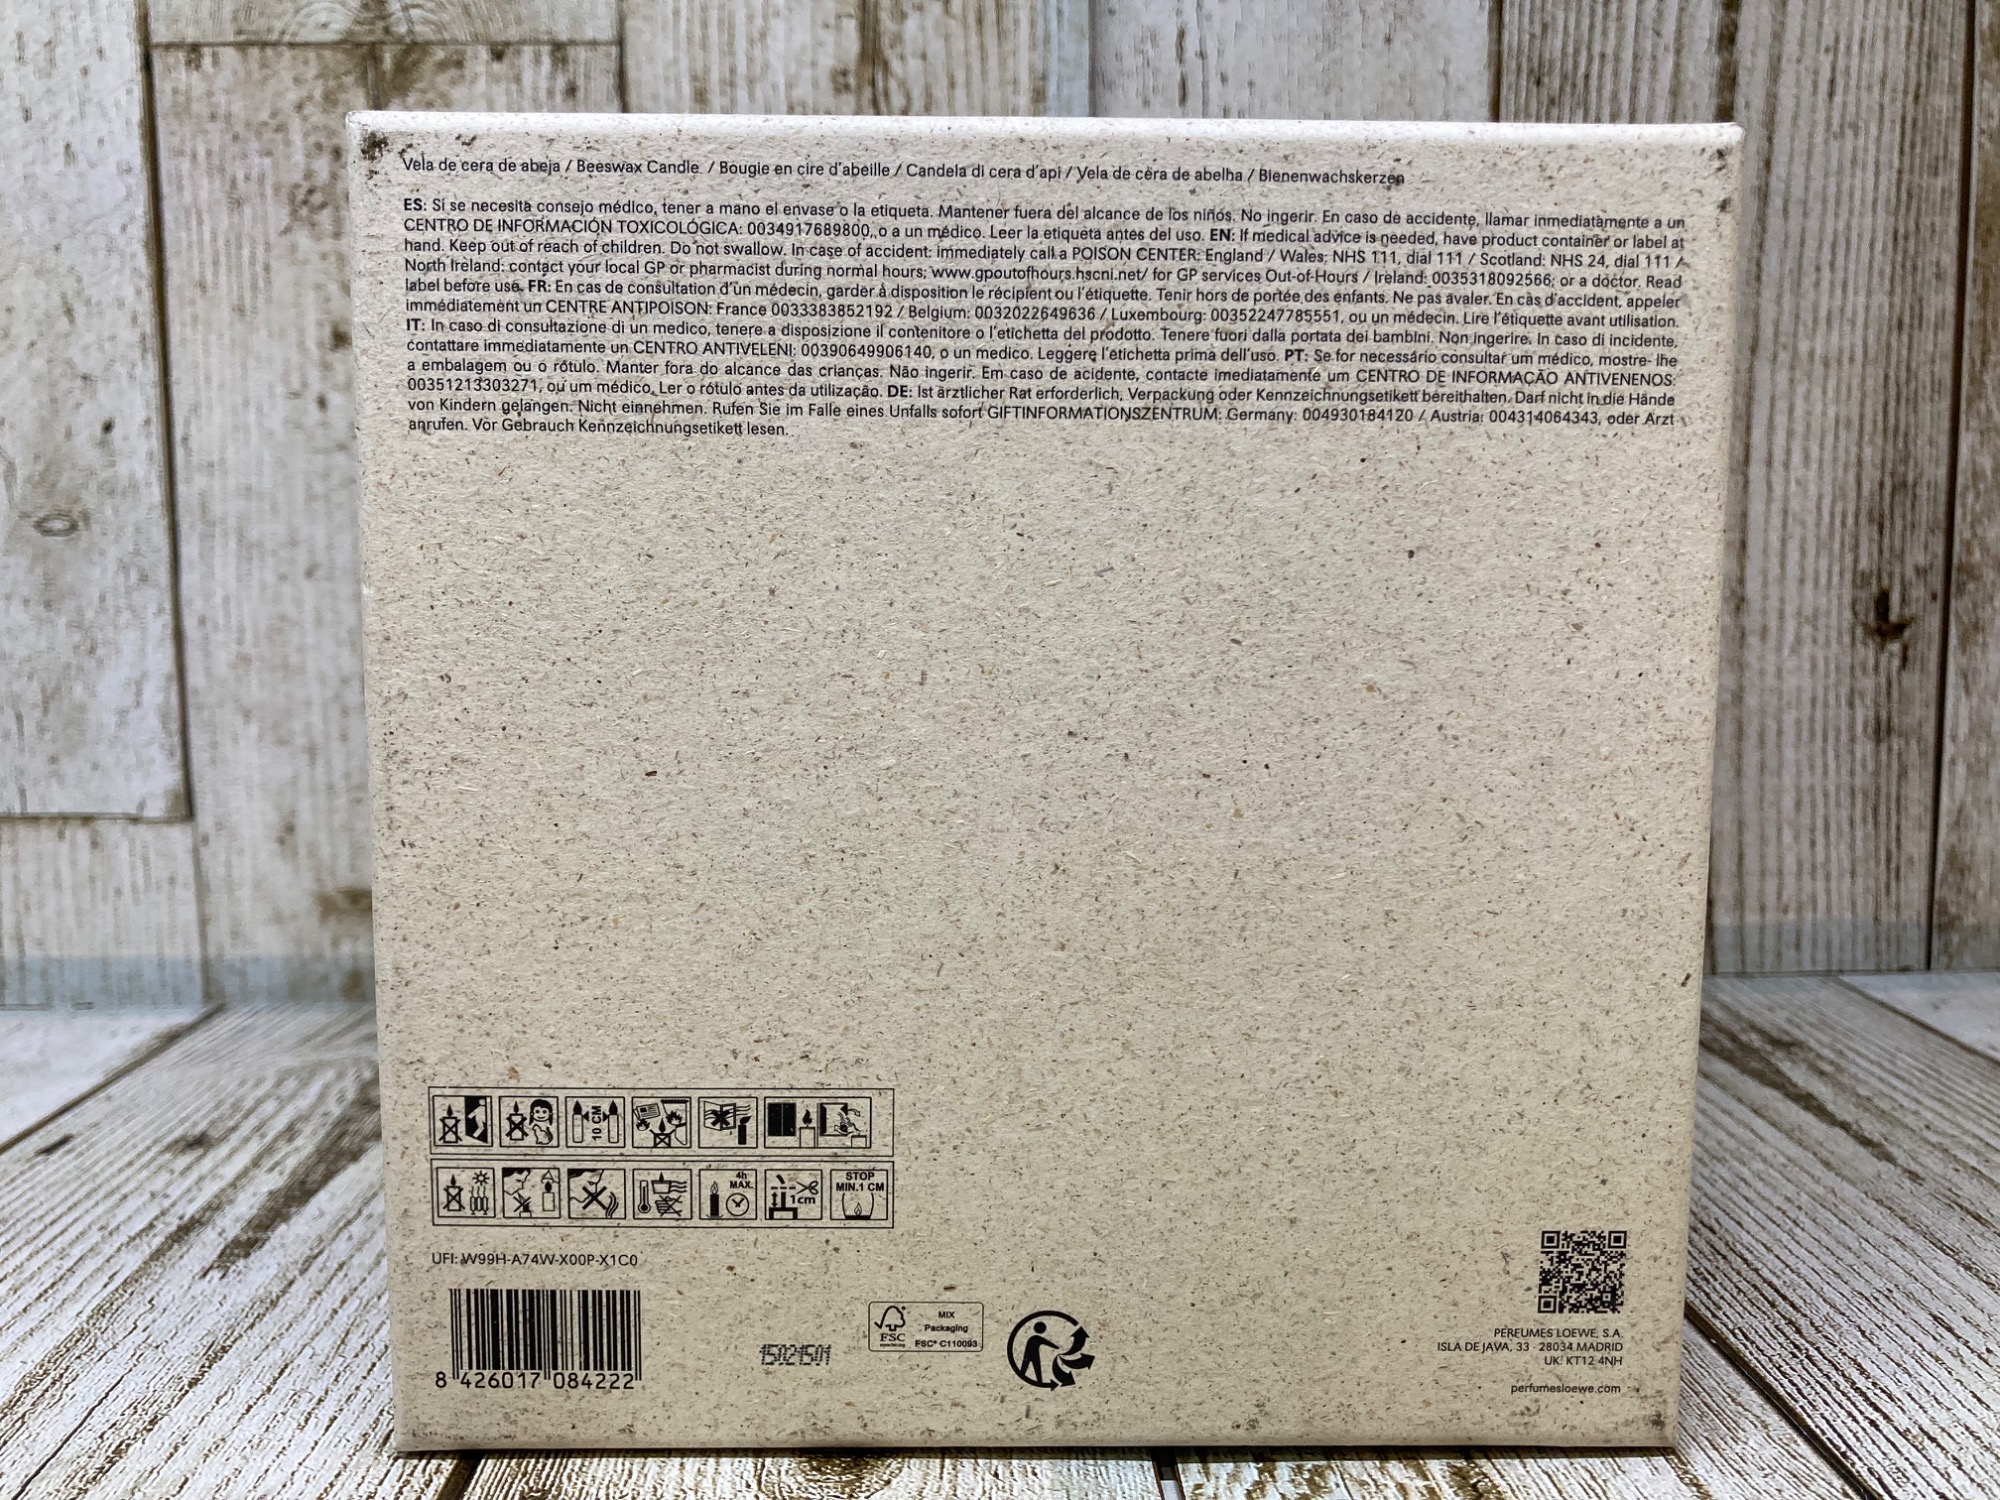 Vela de cera de abeja / Beeswax Candle / Bougie en cire d'abeille / Candela di cera d'api / Vela de cera de abelha / Bienenwachskerzen
ES: Si se necesita consejo médico, tener a mano el envase o la etiqueta. Mantener fuera del alcance de los niños. No ingerir. En caso de accidente, llamar inmediatamente a un
CENTRO DE INFORMACIÓN TOXICOLÓGICA: 0034917689800, o a un médico. Leer la etiqueta antes del uso. EN: If medical advice is needed, have product container or label at
hand. Keep out of reach of children. Do not swallow. In case of accident: immediately call a POISON CENTER: England / Wales: NHS 111, dial 111 / Scotland: NHS 24, dial 111 /
North Ireland: contact your local GP or pharmacist during normal hours; www.gpoutofhours.hscni.net/ for GP services Out-of-Hours / Ireland: 0035318092566; or a doctor. Read
label before use. FR: En cas de consultation d'un médecin, garder à disposition le récipient ou l'étiquette. Tenir hors de portée des enfants. Ne pas avaler. En cas d'accident, appeler
immédiatement un CENTRE ANTIPOISON: France 0033383852192 / Belgium: 0032022649636 / Luxembourg: 00352247785551, ou un médecin. Lire l'étiquette avant utilisation.
IT: In caso di consultazione di un medico, tenere a disposizione il contenitore o l'etichetta del prodotto. Tenere fuori dalla portata dei bambini. Non ingerire. In caso di incidente,
contattare immediatamente un CENTRO ANTIVELENI: 00390649906140, o un medico. Leggere l'etichetta prima dell'uso. PT: Se for necessário consultar um médico, mostre- lhe
a embalagem ou o rótulo. Manter fora do alcance das crianças. Não ingerir. Em caso de acidente, contacte imediatamente um CENTRO DE INFORMAÇÃO ANTIVENENOS:
00351213303271, ou um médico. Ler o rótulo antes da utilização. DE: Ist ärztlicher Rat erforderlich, Verpackung oder Kennzeichnungsetikett bereithalten. Darf nicht in die Hände
von Kindern gelangen. Nicht einnehmen. Rufen Sie im Falle eines Unfalls sofort GIFTINFORMATIONSZENTRUM: Germany: 004930184120 / Austria: 004314064343, oder Arzt
anrufen. Vor Gebrauch Kennzeichnungsetikett lesen.
10 CM
4h MAX.
1cm
STOP
MIN.1 CM
UFI: W99H-A74W-X00P-X1C0
8 426017 084222
15021501
FSC
MIX
Packaging
FSC® C110093
PERFUMES LOEWE, S.A.
ISLA DE JAVA, 33 · 28034 MADRID
UK: KT12 4NH
perfumesloewe.com